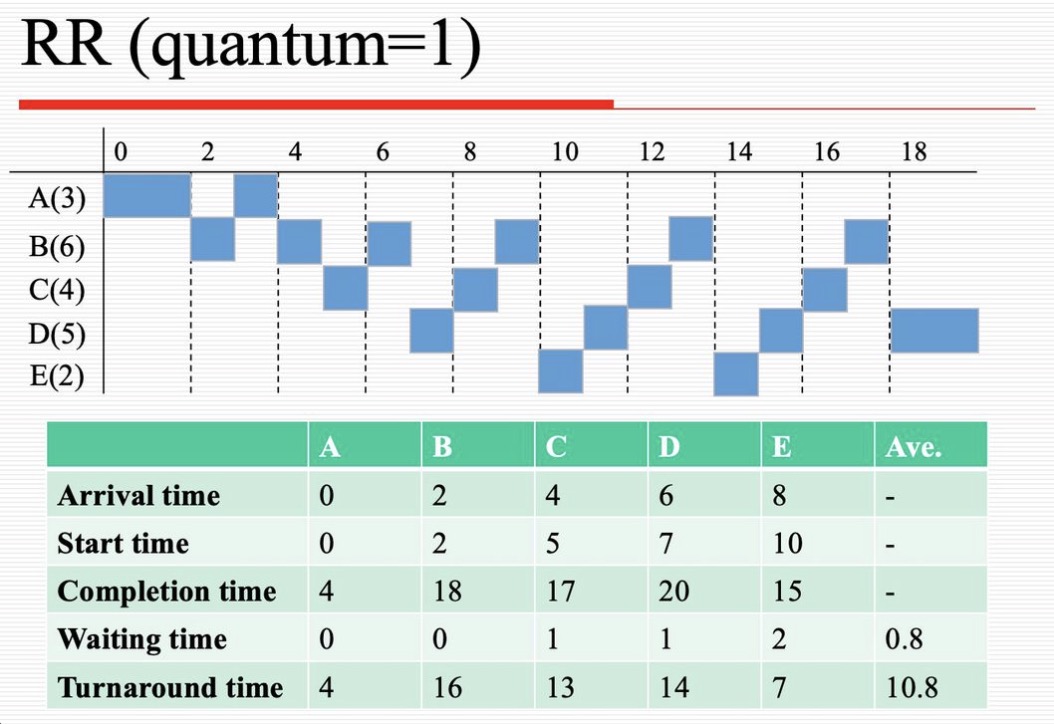 RR (quantum=1)
0 2 4 6 8 10 12 14 16 18
A(3)
B(6)
C(4)
D(5)
E(2)
A B C D E Ave.
Arrival time 0 2 4 6 8 -
Start time 0 2 5 7 10 -
Completion time 4 18 17 20 15 -
Waiting time 0 0 1 1 2 0.8
Turnaround time 4 16 13 14 7 10.8